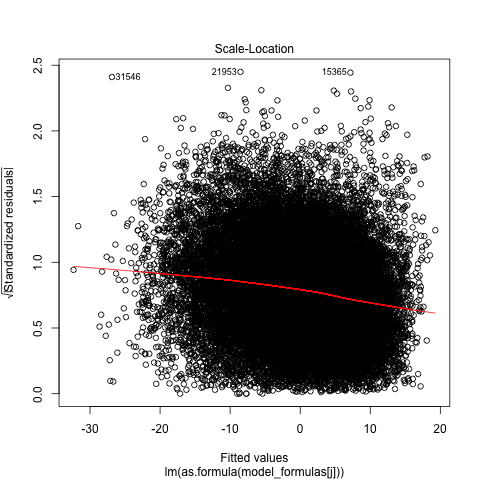 Scale-Location
31546
21953
15365
√|Standardized residuals|
2.5
2.0
1.5
1.0
0.5
0.0
-30 -20 -10 0 10 20
Fitted values
lm(as.formula(model_formulas[j]))